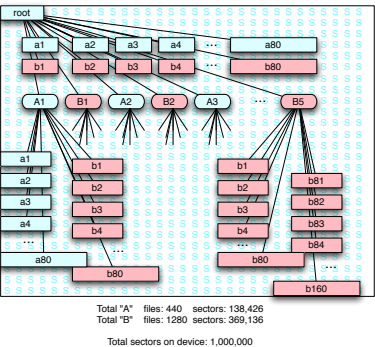 root
a1 a2 a3 a4 ... a80
b1 b2 b3 b4 ... b80
A1 B1 A2 B2 A3 ... B5
a1
a2
a3
a4
...
a80
b1
b2
b3
b4
...
b80
b1
b2
b3
b4
...
b80
b81
b82
b83
b84
...
b160
Total "A" files: 440 sectors: 138,426
Total "B" files: 1280 sectors: 369,136
Total sectors on device: 1,000,000